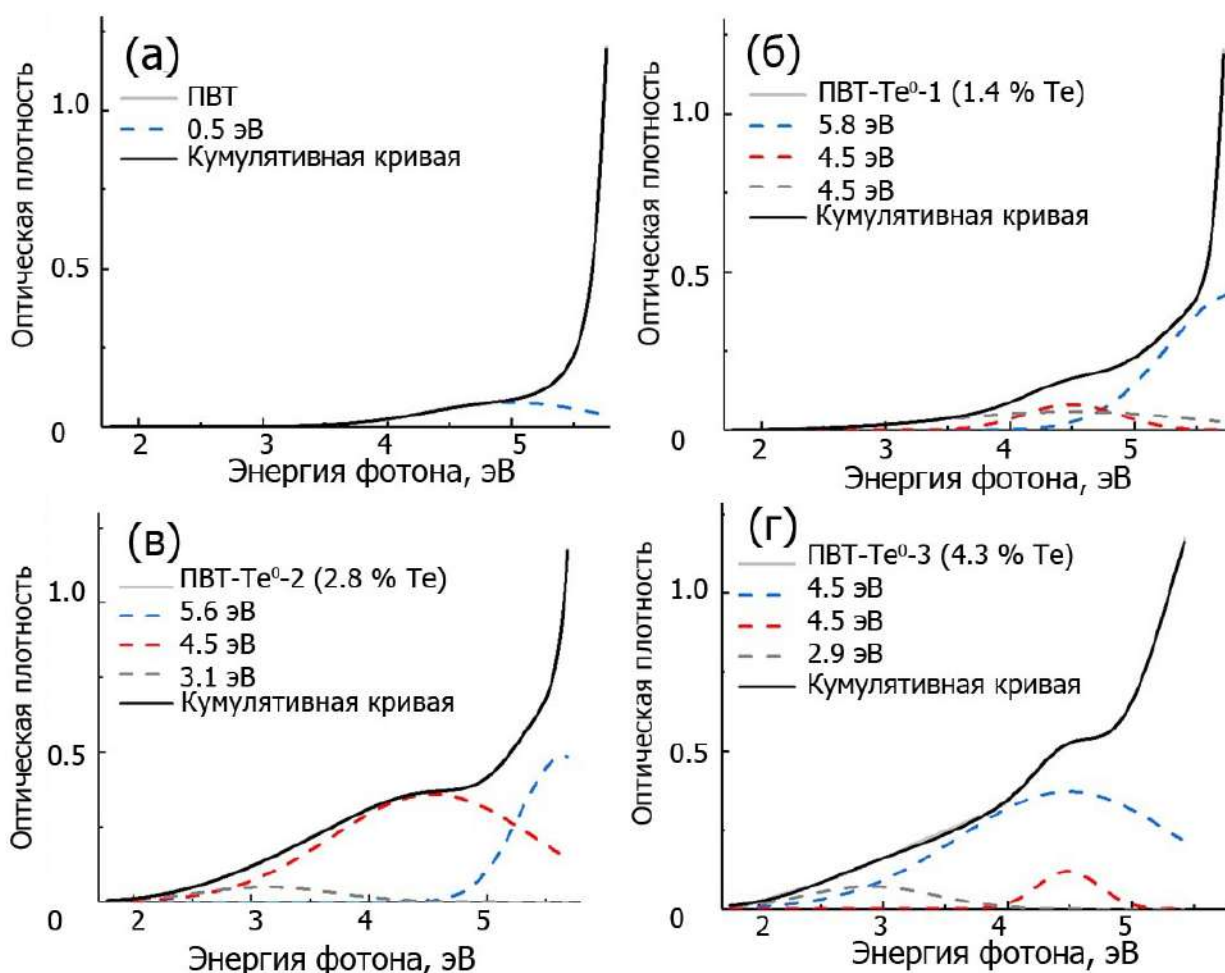 (а)
ПВТ
0.5 эВ
Кумулятивная кривая
Оптическая плотность
1.0
0.5
0
2 3 4 5
Энергия фотона, эВ
(б)
ПВТ-Te⁰-1 (1.4 % Te)
5.8 эВ
4.5 эВ
4.5 эВ
Кумулятивная кривая
Оптическая плотность
1.0
0.5
0
2 3 4 5
Энергия фотона, эВ
(в)
ПВТ-Te⁰-2 (2.8 % Te)
5.6 эВ
4.5 эВ
3.1 эВ
Кумулятивная кривая
Оптическая плотность
1.0
0.5
0
2 3 4 5
Энергия фотона, эВ
(г)
ПВТ-Te⁰-3 (4.3 % Te)
4.5 эВ
4.5 эВ
2.9 эВ
Кумулятивная кривая
Оптическая плотность
1.0
0.5
0
2 3 4 5
Энергия фотона, эВ